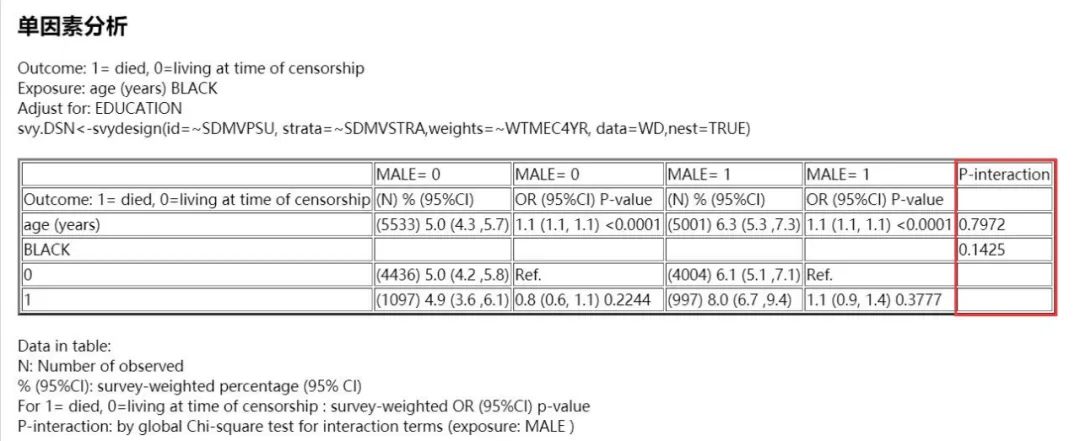 单因素分析
Outcome: 1= died, 0=living at time of censorship
Exposure: age (years) BLACK
Adjust for: EDUCATION
svy.DSN<-svydesign(id=~SDMVPSU, strata=~SDMVSTRA,weights=~WTMEC4YR, data=WD,nest=TRUE)
MALE= 0 MALE= 0 MALE= 1 MALE= 1 P-interaction
Outcome: 1= died, 0=living at time of censorship (N) % (95%CI) OR (95%CI) P-value (N) % (95%CI) OR (95%CI) P-value
age (years) (5533) 5.0 (4.3 ,5.7) 1.1 (1.1, 1.1) <0.0001 (5001) 6.3 (5.3 ,7.3) 1.1 (1.1, 1.1) <0.0001 0.7972
BLACK 0.1425
0 (4436) 5.0 (4.2 ,5.8) Ref. (4004) 6.1 (5.1 ,7.1) Ref.
1 (1097) 4.9 (3.6 ,6.1) 0.8 (0.6, 1.1) 0.2244 (997) 8.0 (6.7 ,9.4) 1.1 (0.9, 1.4) 0.3777
Data in table:
N: Number of observed
% (95%CI): survey-weighted percentage (95% CI)
For 1= died, 0=living at time of censorship : survey-weighted OR (95%CI) p-value
P-interaction: by global Chi-square test for interaction terms (exposure: MALE )